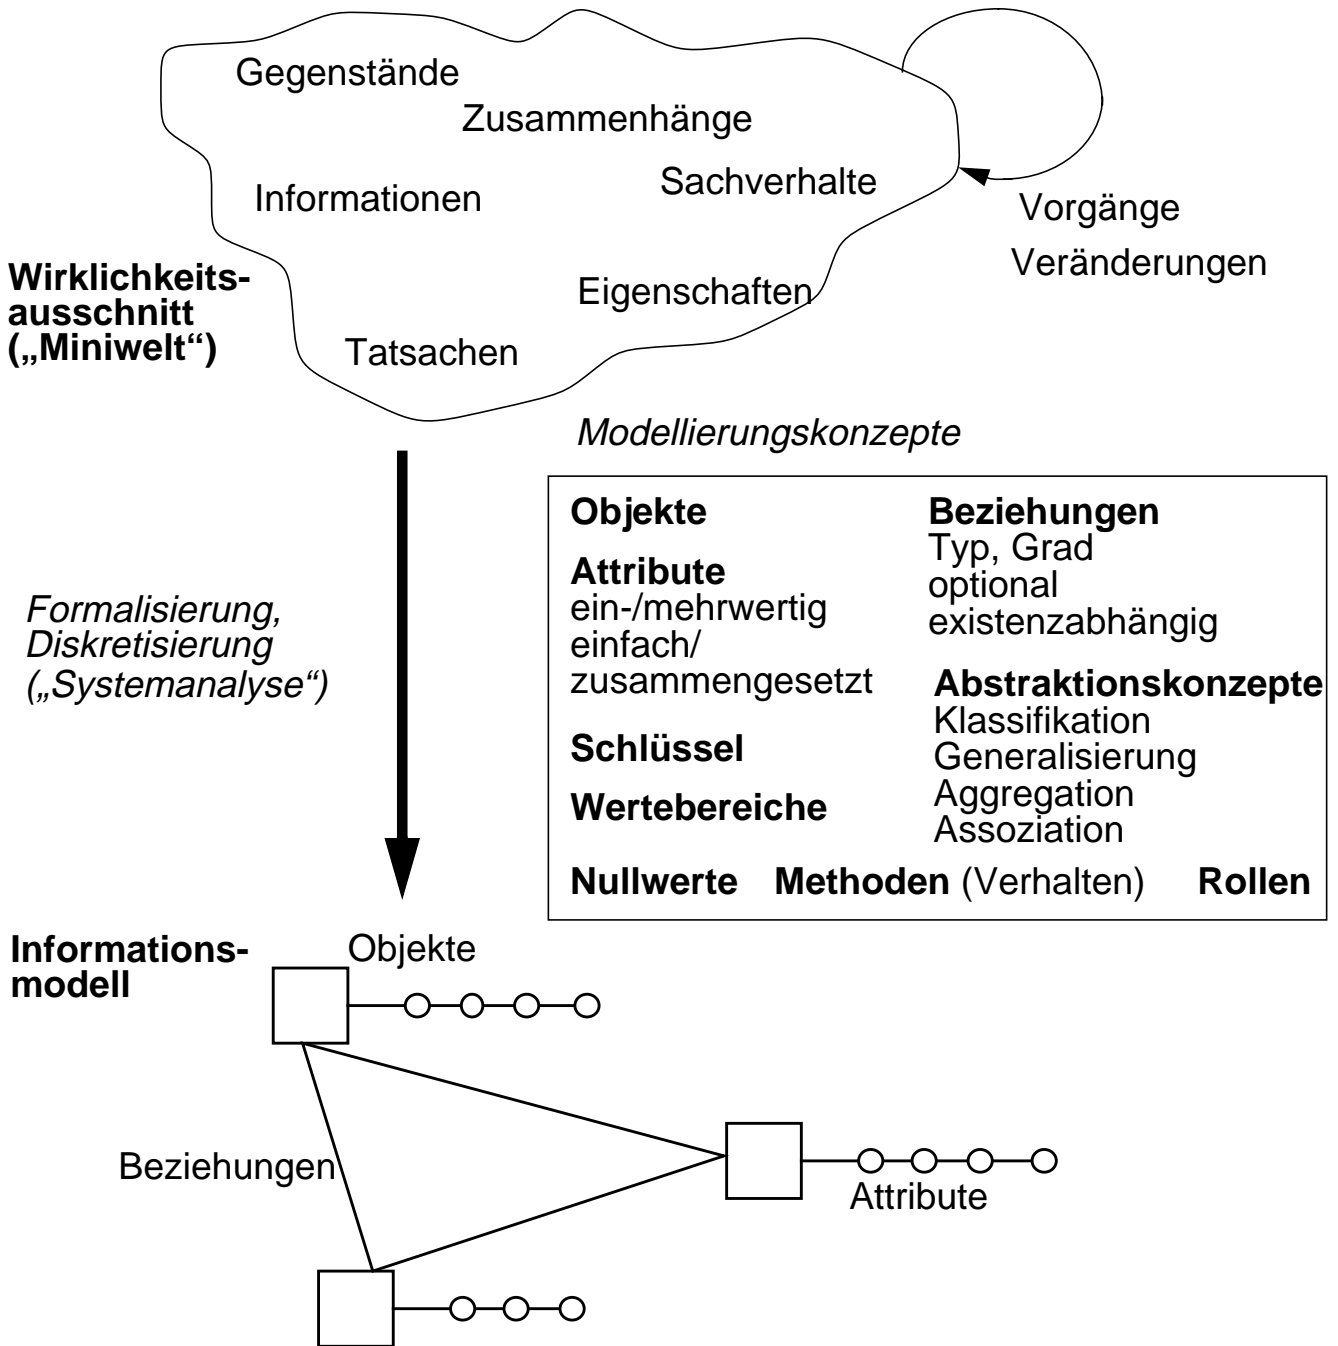 Gegenstände
Zusammenhänge
Informationen
Sachverhalte
Vorgänge
Veränderungen
Wirklichkeits-
ausschnitt
(„Miniwelt“)
Eigenschaften
Tatsachen
Modellierungskonzepte
Formalisierung,
Diskretisierung
(„Systemanalyse“)
Objekte
Attribute
ein-/mehrwertig
einfach/
zusammengesetzt
Schlüssel
Wertebereiche
Beziehungen
Typ, Grad
optional
existenzabhängig
Abstraktionskonzepte
Klassifikation
Generalisierung
Aggregation
Assoziation
Nullwerte Methoden (Verhalten) Rollen
Informations-
modell
Objekte
Beziehungen
Attribute